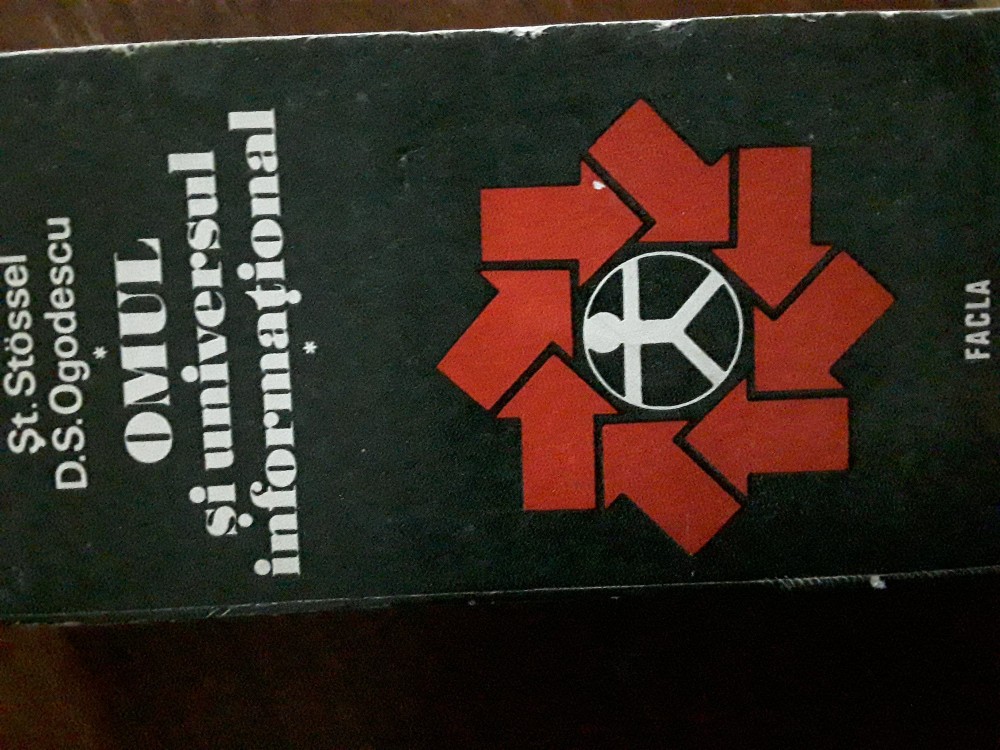 Șt. Stössel
D.S. Ogodescu
*
OMUL
și universul
informațional
*
FACLA